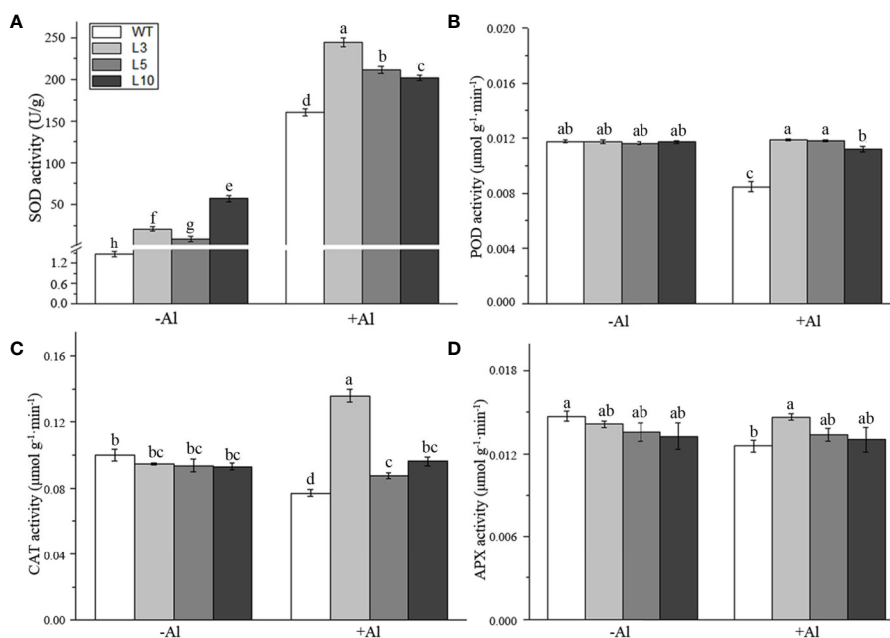 A
WT
L3
L5
L10
SOD activity (U/g)
250
200
150
100
50
1.2
0.6
0.0
h
f
g
e
d
a
b
c
-Al
+Al
B
POD activity (μmol g⁻¹·min⁻¹)
0.020
0.016
0.012
0.008
0.004
0.000
ab
ab
ab
ab
c
a
a
b
-Al
+Al
C
CAT activity (μmol g⁻¹·min⁻¹)
0.16
0.12
0.08
0.04
0.00
b
bc
bc
bc
d
a
c
bc
-Al
+Al
D
APX activity (μmol g⁻¹·min⁻¹)
0.018
0.012
0.006
0.000
a
ab
ab
ab
b
a
ab
ab
-Al
+Al